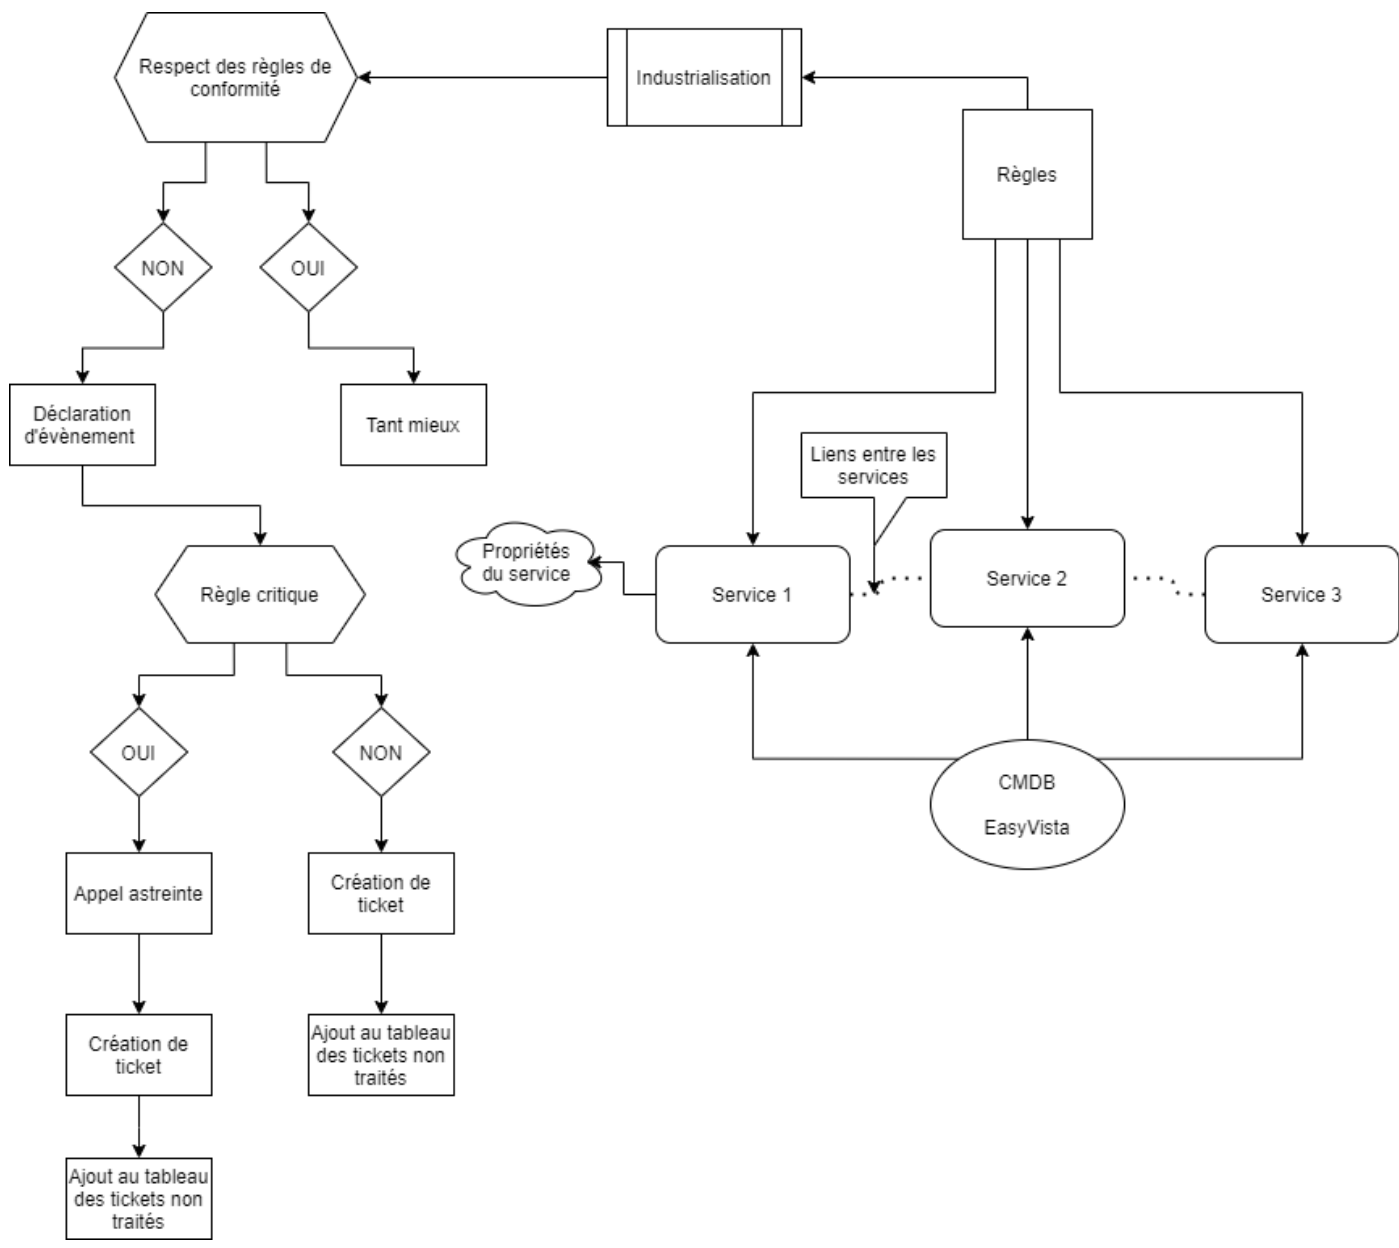 Respect des règles de
conformité
Industrialisation
Règles
NON
OUI
Déclaration
d'évènement
Tant mieux
Liens entre les
services
Propriétés
du service
Service 1
Service 2
Service 3
Règle critique
OUI
NON
CMDB
EasyVista
Appel astreinte
Création de
ticket
Création de
ticket
Ajout au tableau
des tickets non
traités
Ajout au tableau
des tickets non
traités